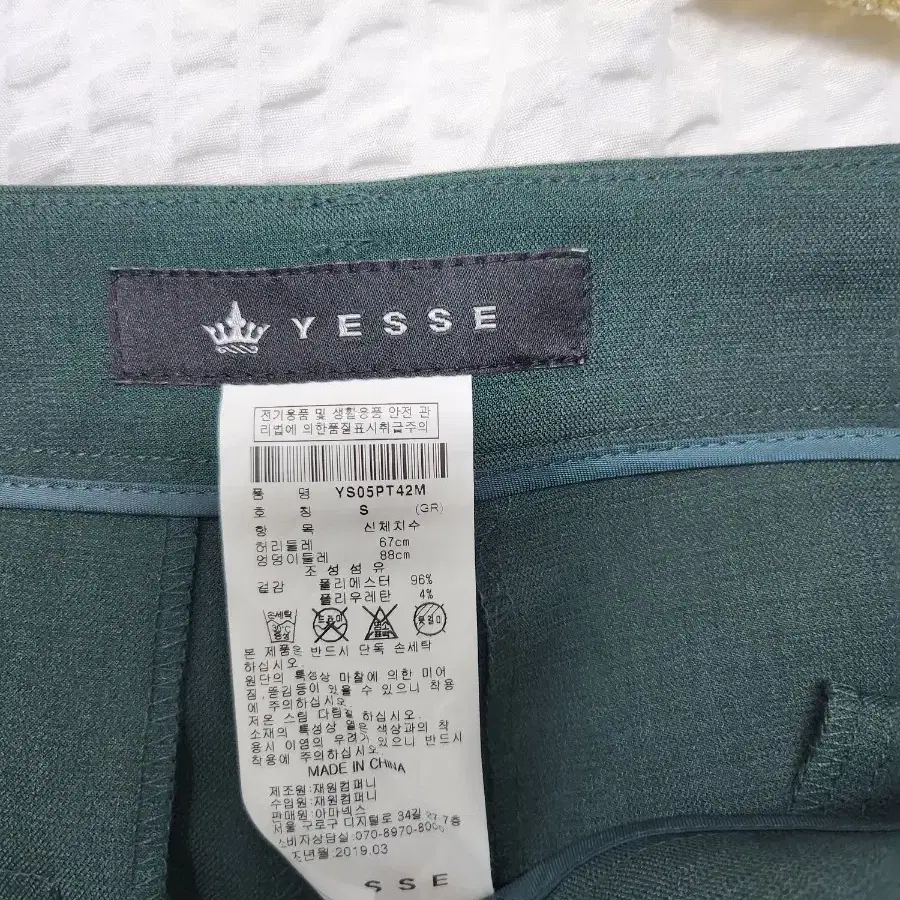 YESSE
전기용품 및 생활용품 안전 관
리법에 의한품질표시취급주의
품 명 YS05PT42M
호 칭 S (GR)
항 목 신체치수
허리둘레 67cm
엉덩이둘레 88cm
조 성 섬 유
겉감 폴리에스터 96%
폴리우레탄 4%
손세탁
본 제품은 반드시 단독 손세탁
하십시오.
원단의 특성상 마찰에 의한 미어
짐,뜯김등이 있을 수 있으니 착용
에 주의하십시오.
저온 스팀 다림질 하십시오.
소재의 특성상 옅은 색상과의 착
용시 이염의 우려가 있으니 반드시
착용에 주의하십시오.
MADE IN CHINA
제조원:재원컴퍼니
수입원:재원컴퍼니
판매원:아마넥스
서울 구로구 디지털로 34길 7층
소비자상담실:070-8970-
조년월:2019.03
SSE